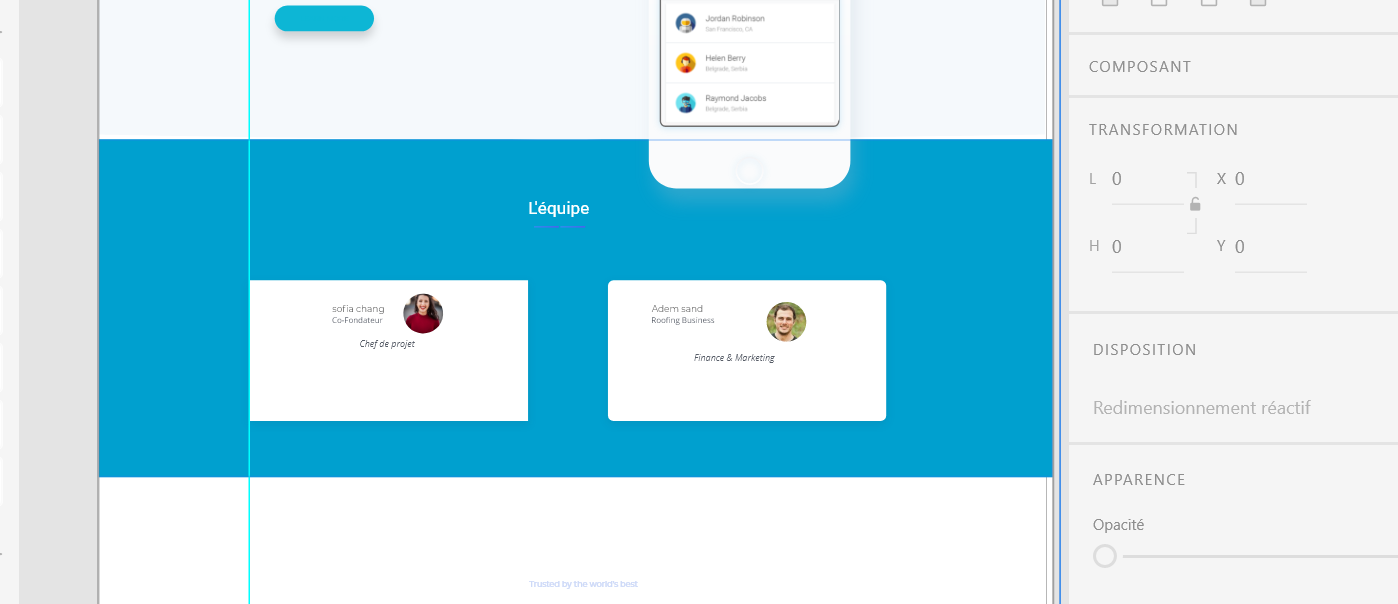 Jordan Robinson
San Francisco, CA
Helen Berry
Belgrade, Serbia
Raymond Jacobs
Belgrade, Serbia
L'équipe
sofia chang
Co-Fondateur
Chef de projet
Adem sand
Roofing Business
Finance & Marketing
Trusted by the world's best
COMPOSANT
TRANSFORMATION
L 0 X 0
H 0 Y 0
DISPOSITION
Redimensionnement réactif
APPARENCE
Opacité